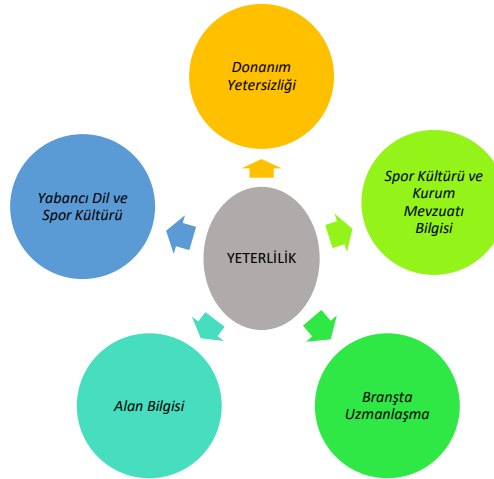 Donanım
Yetersizliği
Yabancı Dil ve
Spor Kültürü
Spor Kültürü ve
Kurum
Mevzuatı
Bilgisi
YETERLİLİK
Alan Bilgisi
Branşta
Uzmanlaşma